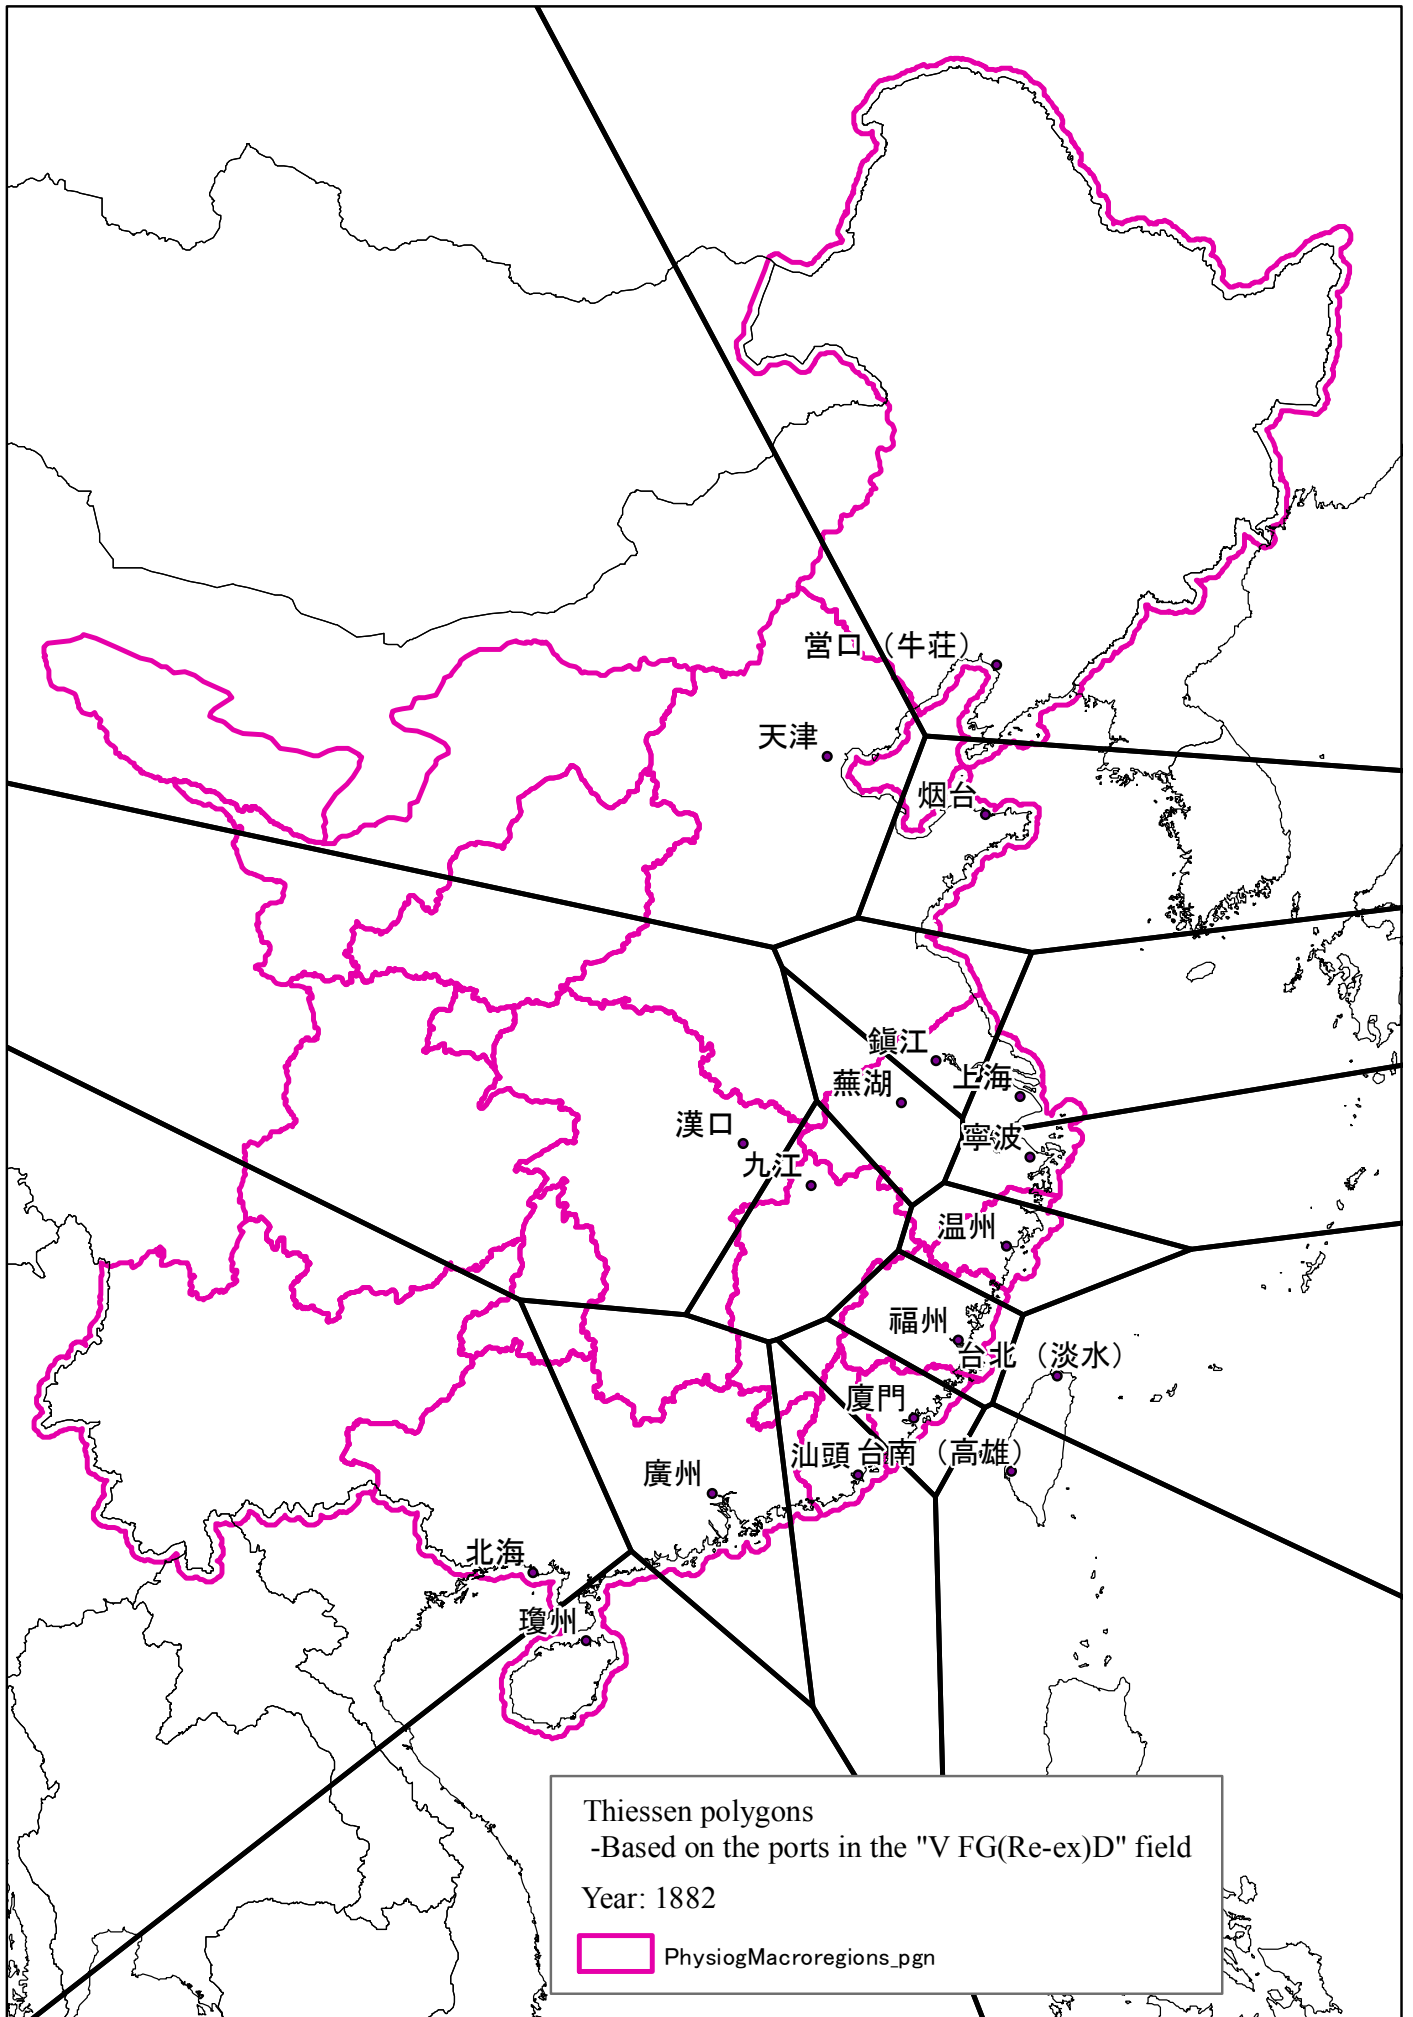 営口（牛荘）
天津
烟台
鎮江
上海
蕪湖
漢口
寧波
九江
温州
福州
台北（淡水）
廈門
汕頭
台南（高雄）
廣州
北海
瓊州
Thiessen polygons
-Based on the ports in the "V FG(Re-ex)D" field
Year: 1882
PhysiogMacroregions_pgn